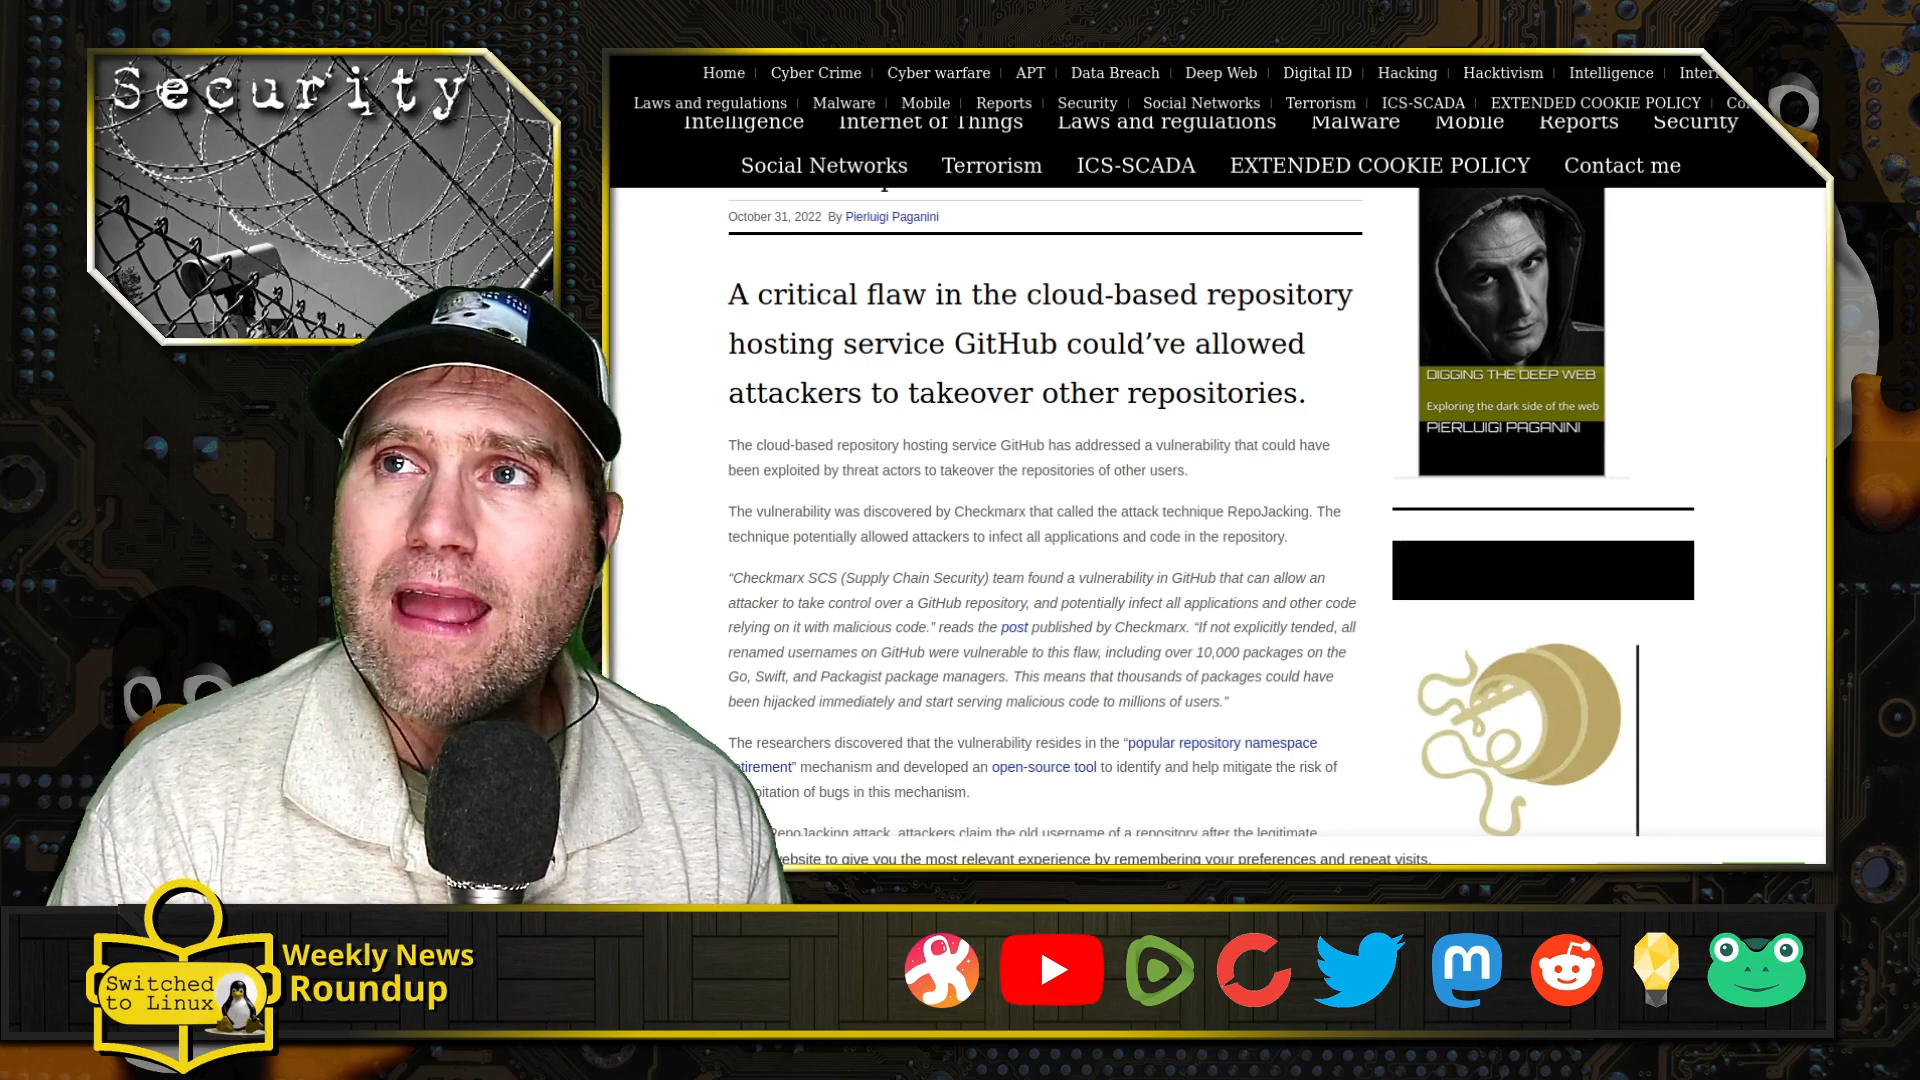 Security
Home Cyber Crime Cyber warfare APT Data Breach Deep Web Digital ID Hacking Hacktivism Intelligence
Laws and regulations Malware Mobile Reports Security Social Networks Terrorism ICS-SCADA EXTENDED COOKIE POLICY
Intelligence Internet of Things Laws and regulations Malware Mobile Reports Security
Social Networks Terrorism ICS-SCADA EXTENDED COOKIE POLICY Contact me
October 31, 2022 By Pierluigi Paganini
A critical flaw in the cloud-based repository
hosting service GitHub could’ve allowed
attackers to takeover other repositories.
The cloud-based repository hosting service GitHub has addressed a vulnerability that could have
been exploited by threat actors to takeover the repositories of other users.
The vulnerability was discovered by Checkmarx that called the attack technique RepoJacking. The
technique potentially allowed attackers to infect all applications and code in the repository.
“Checkmarx SCS (Supply Chain Security) team found a vulnerability in GitHub that can allow an
attacker to take control over a GitHub repository, and potentially infect all applications and other code
relying on it with malicious code.” reads the post published by Checkmarx. “If not explicitly tended, all
renamed usernames on GitHub were vulnerable to this flaw, including over 10,000 packages on the
Go, Swift, and Packagist package managers. This means that thousands of packages could have
been hijacked immediately and start serving malicious code to millions of users.”
The researchers discovered that the vulnerability resides in the “popular repository namespace
etirement” mechanism and developed an open-source tool to identify and help mitigate the risk of
oitation of bugs in this mechanism.
RepoJacking attack, attackers claim the old username of a repository after the legitimate
ebsite to give you the most relevant experience by remembering your preferences and repeat visits.
DIGGING THE DEEP WEB
Exploring the dark side of the web
PIERLUIGI PAGANINI
Switched
to Linux
Weekly News
Roundup